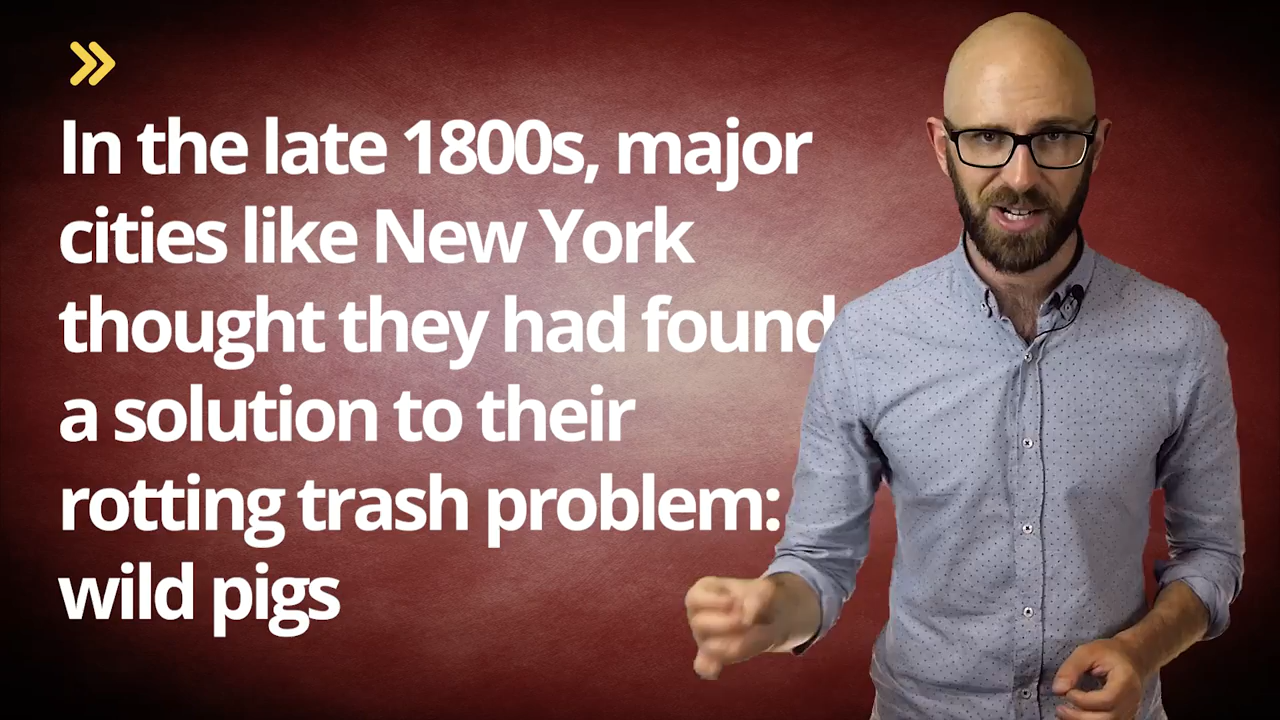 In the late 1800s, major
cities like New York
thought they had found
a solution to their
rotting trash problem:
wild pigs